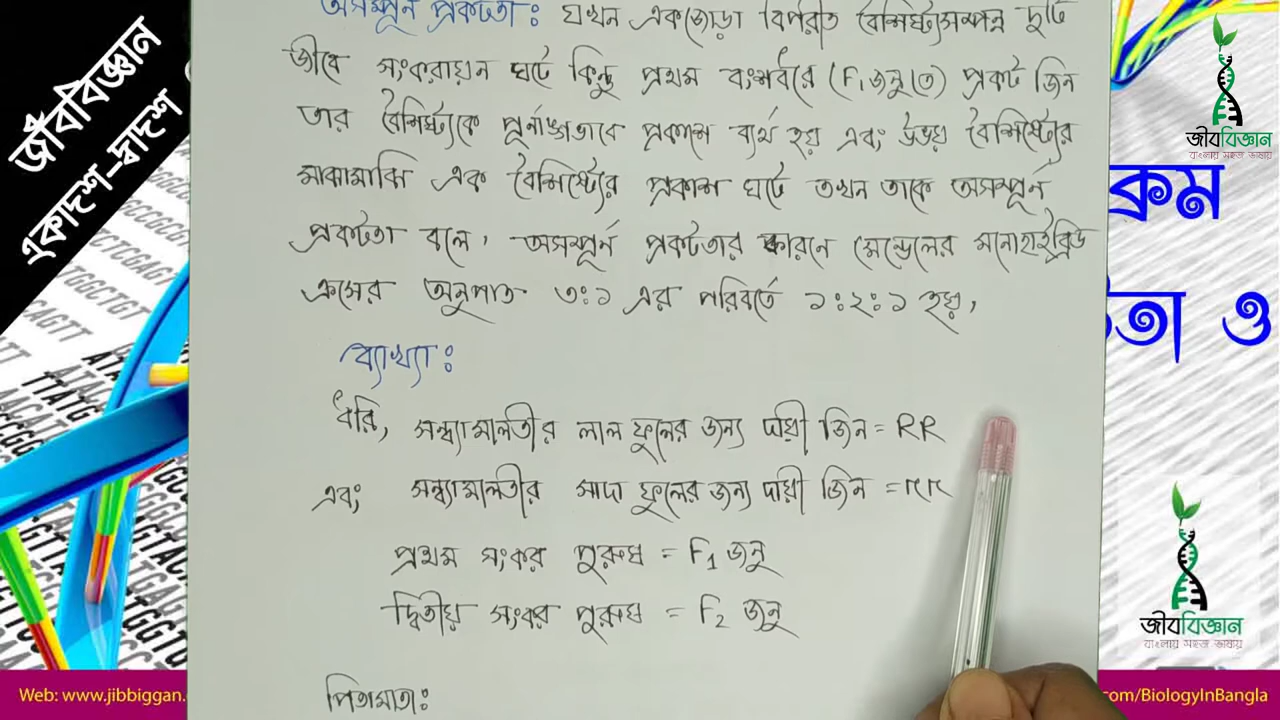 অসম্পূর্ন প্রকটতা: যখন একজোড়া বিপরীত বৈশিষ্ট্যসম্পন্ন দুটি
জীবে সংকরায়ন ঘটে কিন্তু প্রথম বংশধরে (F₁ জনুতে) প্রকট জিন
তার বৈশিষ্ট্যকে পূর্নাঙ্গভাবে প্রকাশে ব্যর্থ হয় এবং উভয় বৈশিষ্ট্যের
মাঝামাঝি এক বৈশিষ্ট্যের প্রকাশ ঘটে তখন তাকে অসম্পূর্ন
প্রকটতা বলে। অসম্পূর্ন প্রকটতার কারনে মেন্ডেলের মনোহাইব্রিড
ক্রসের অনুপাত ৩ঃ১ এর পরিবর্তে ১ঃ২ঃ১ হয়।
ব্যাখ্যা:
ধরি, সন্ধ্যামালতীর লাল ফুলের জন্য দায়ী জিন = RR
এবং সন্ধ্যামালতীর সাদা ফুলের জন্য দায়ী জিন = rr
প্রথম সংকর পুরুষ = F₁ জনু
দ্বিতীয় সংকর পুরুষ = F₂ জনু
পিতামাতা:
জীববিজ্ঞান
একাদশ-দ্বাদশ
জীববিজ্ঞান
বাংলায় সহজ ভাষায়
কম
টতা ও
জীববিজ্ঞান
বাংলায় সহজ ভাষায়
Web: www.jibbiggan.
com/BiologyInBangla